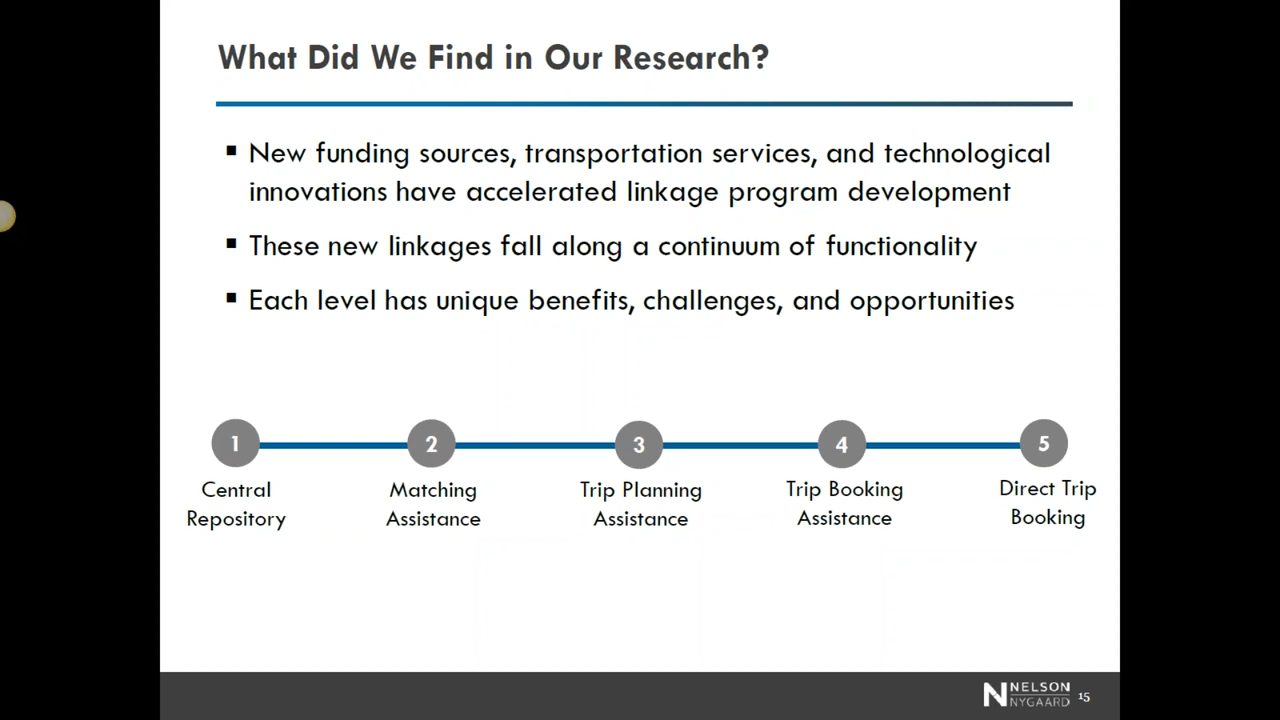 What Did We Find in Our Research?
▪ New funding sources, transportation services, and technological
innovations have accelerated linkage program development
▪ These new linkages fall along a continuum of functionality
▪ Each level has unique benefits, challenges, and opportunities
1 2 3 4 5
Central Matching Trip Planning Trip Booking Direct Trip
Repository Assistance Assistance Assistance Booking
NELSON
NYGAARD 15